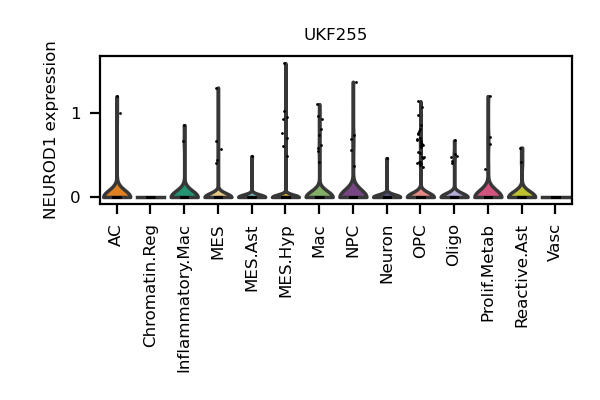 UKF255
NEUROD1 expression
1
0
AC
Chromatin.Reg
Inflammatory.Mac
MES
MES.Ast
MES.Hyp
Mac
NPC
Neuron
OPC
Oligo
Prolif.Metab
Reactive.Ast
Vasc